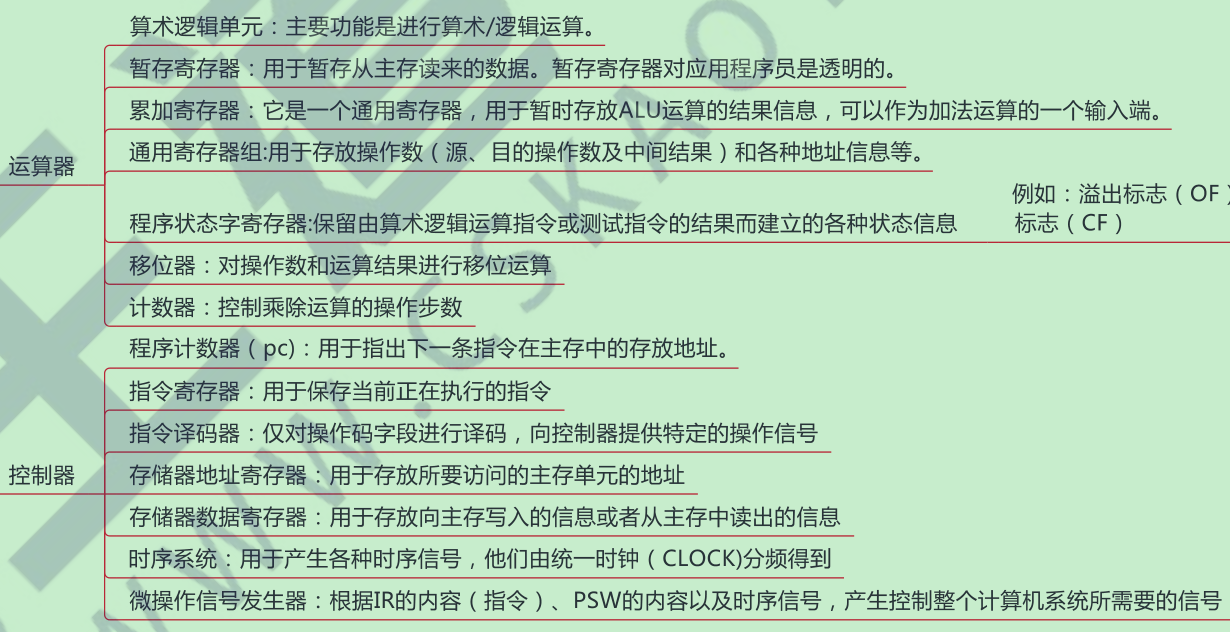 算术逻辑单元：主要功能是进行算术/逻辑运算。
暂存寄存器：用于暂存从主存读来的数据。暂存寄存器对应用程序员是透明的。
累加寄存器：它是一个通用寄存器，用于暂时存放ALU运算的结果信息，可以作为加法运算的一个输入端。
运算器
通用寄存器组:用于存放操作数（源、目的操作数及中间结果）和各种地址信息等。
程序状态字寄存器:保留由算术逻辑运算指令或测试指令的结果而建立的各种状态信息
例如：溢出标志（OF）
标志（CF）
移位器：对操作数和运算结果进行移位运算
计数器：控制乘除运算的操作步数
程序计数器（pc)：用于指出下一条指令在主存中的存放地址。
指令寄存器：用于保存当前正在执行的指令
指令译码器：仅对操作码字段进行译码，向控制器提供特定的操作信号
控制器
存储器地址寄存器：用于存放所要访问的主存单元的地址
存储器数据寄存器：用于存放向主存写入的信息或者从主存中读出的信息
时序系统：用于产生各种时序信号，他们由统一时钟（CLOCK)分频得到
微操作信号发生器：根据IR的内容（指令）、PSW的内容以及时序信号，产生控制整个计算机系统所需要的信号